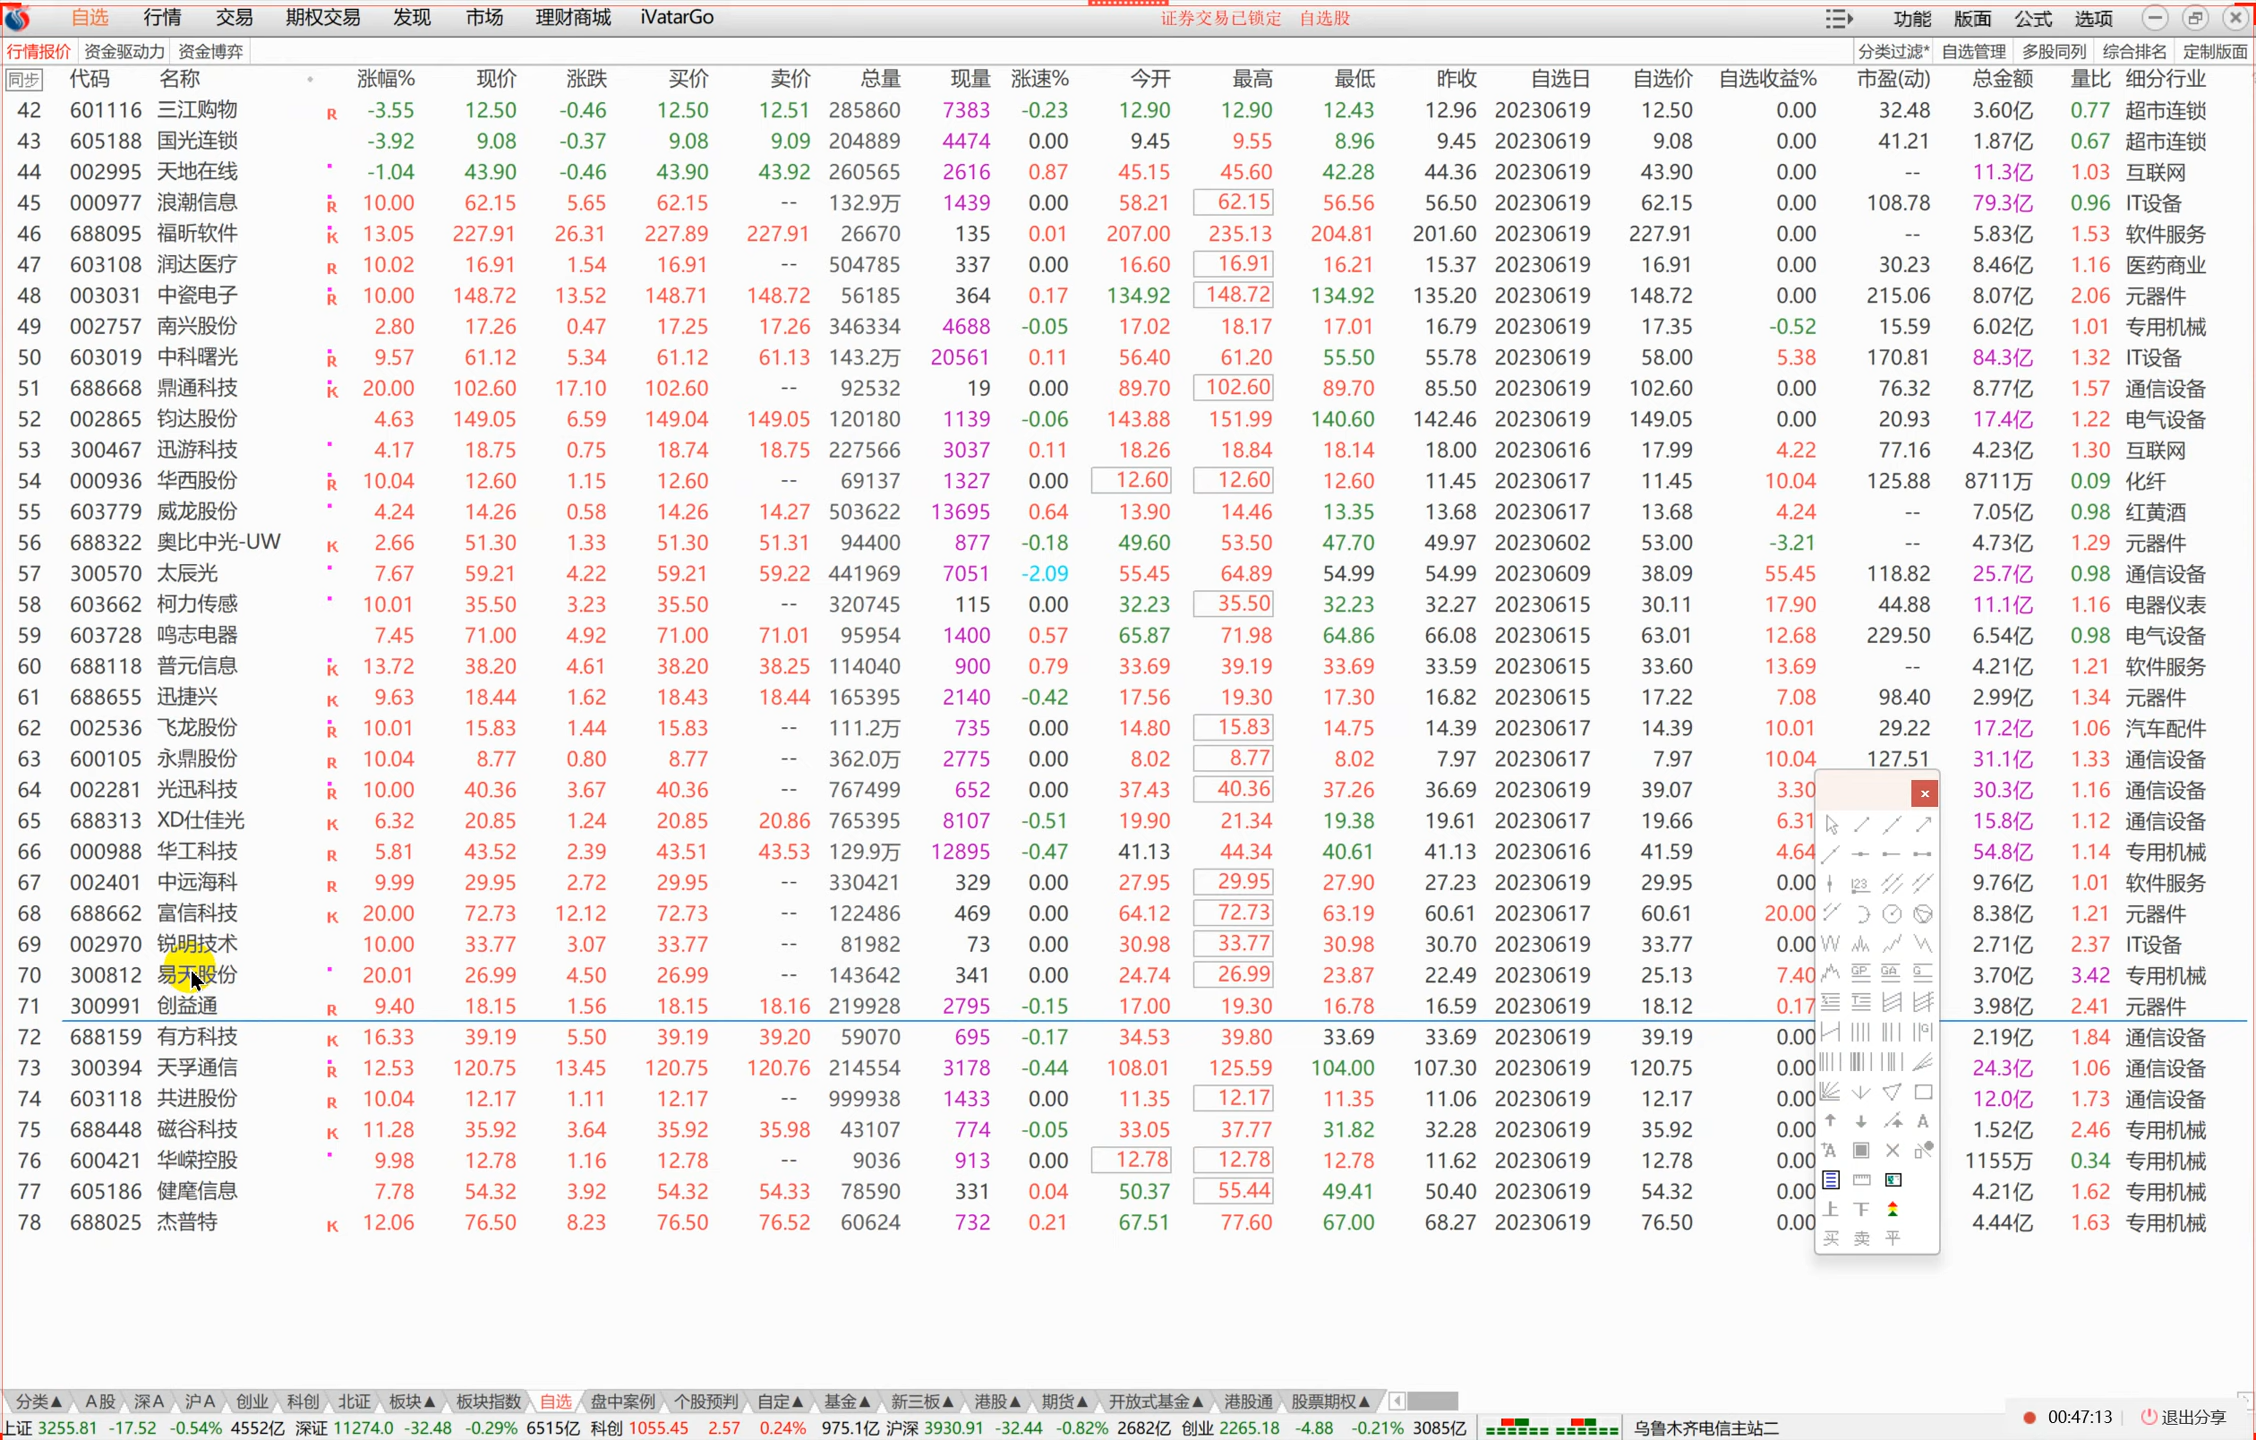 自选 行情 交易 期权交易 发现 市场 理财商城 iVatarGo 证券交易已锁定 自选股 功能 版面 公式 选项
行情报价 资金驱动力 资金博弈 分类过滤* 自选管理 多股同列 综合排名 定制版面
同步 代码 名称 涨幅% 现价 涨跌 买价 卖价 总量 现量 涨速% 今开 最高 最低 昨收 自选日 自选价 自选收益% 市盈(动) 总金额 量比 细分行业
42 601116 三江购物 R -3.55 12.50 -0.46 12.50 12.51 285860 7383 -0.23 12.90 12.90 12.43 12.96 20230619 12.50 0.00 32.48 3.60亿 0.77 超市连锁
43 605188 国光连锁 -3.92 9.08 -0.37 9.08 9.09 204889 4474 0.00 9.45 9.55 8.96 9.45 20230619 9.08 0.00 41.21 1.87亿 0.67 超市连锁
44 002995 天地在线 -1.04 43.90 -0.46 43.90 43.92 260565 2616 0.87 45.15 45.60 42.28 44.36 20230619 43.90 0.00 -- 11.3亿 1.03 互联网
45 000977 浪潮信息 R 10.00 62.15 5.65 62.15 -- 132.9万 1439 0.00 58.21 62.15 56.56 56.50 20230619 62.15 0.00 108.78 79.3亿 0.96 IT设备
46 688095 福昕软件 K 13.05 227.91 26.31 227.89 227.91 26670 135 0.01 207.00 235.13 204.81 201.60 20230619 227.91 0.00 -- 5.83亿 1.53 软件服务
47 603108 润达医疗 R 10.02 16.91 1.54 16.91 -- 504785 337 0.00 16.60 16.91 16.21 15.37 20230619 16.91 0.00 30.23 8.46亿 1.16 医药商业
48 003031 中瓷电子 R 10.00 148.72 13.52 148.71 148.72 56185 364 0.17 134.92 148.72 134.92 135.20 20230619 148.72 0.00 215.06 8.07亿 2.06 元器件
49 002757 南兴股份 2.80 17.26 0.47 17.25 17.26 346334 4688 -0.05 17.02 18.17 17.01 16.79 20230619 17.35 -0.52 15.59 6.02亿 1.01 专用机械
50 603019 中科曙光 R 9.57 61.12 5.34 61.12 61.13 143.2万 20561 0.11 56.40 61.20 55.50 55.78 20230619 58.00 5.38 170.81 84.3亿 1.32 IT设备
51 688668 鼎通科技 K 20.00 102.60 17.10 102.60 -- 92532 19 0.00 89.70 102.60 89.70 85.50 20230619 102.60 0.00 76.32 8.77亿 1.57 通信设备
52 002865 钧达股份 4.63 149.05 6.59 149.04 149.05 120180 1139 -0.06 143.88 151.99 140.60 142.46 20230619 149.05 0.00 20.93 17.4亿 1.22 电气设备
53 300467 迅游科技 4.17 18.75 0.75 18.74 18.75 227566 3037 0.11 18.26 18.84 18.14 18.00 20230616 17.99 4.22 77.16 4.23亿 1.30 互联网
54 000936 华西股份 R 10.04 12.60 1.15 12.60 -- 69137 1327 0.00 12.60 12.60 12.60 11.45 20230617 11.45 10.04 125.88 8711万 0.09 化纤
55 603779 威龙股份 4.24 14.26 0.58 14.26 14.27 503622 13695 0.64 13.90 14.46 13.35 13.68 20230617 13.68 4.24 -- 7.05亿 0.98 红黄酒
56 688322 奥比中光-UW K 2.66 51.30 1.33 51.30 51.31 94400 877 -0.18 49.60 53.50 47.70 49.97 20230602 53.00 -3.21 -- 4.73亿 1.29 元器件
57 300570 太辰光 7.67 59.21 4.22 59.21 59.22 441969 7051 -2.09 55.45 64.89 54.99 54.99 20230609 38.09 55.45 118.82 25.7亿 0.98 通信设备
58 603662 柯力传感 10.01 35.50 3.23 35.50 -- 320745 115 0.00 32.23 35.50 32.23 32.27 20230615 30.11 17.90 44.88 11.1亿 1.16 电器仪表
59 603728 鸣志电器 7.45 71.00 4.92 71.00 71.01 95954 1400 0.57 65.87 71.98 64.86 66.08 20230615 63.01 12.68 229.50 6.54亿 0.98 电气设备
60 688118 普元信息 K 13.72 38.20 4.61 38.20 38.25 114040 900 0.79 33.69 39.19 33.69 33.59 20230615 33.60 13.69 -- 4.21亿 1.21 软件服务
61 688655 迅捷兴 K 9.63 18.44 1.62 18.43 18.44 165395 2140 -0.42 17.56 19.30 17.30 16.82 20230615 17.22 7.08 98.40 2.99亿 1.34 元器件
62 002536 飞龙股份 R 10.01 15.83 1.44 15.83 -- 111.2万 735 0.00 14.80 15.83 14.75 14.39 20230617 14.39 10.01 29.22 17.2亿 1.06 汽车配件
63 600105 永鼎股份 R 10.04 8.77 0.80 8.77 -- 362.0万 2775 0.00 8.02 8.77 8.02 7.97 20230617 7.97 10.04 127.51 31.1亿 1.33 通信设备
64 002281 光迅科技 R 10.00 40.36 3.67 40.36 -- 767499 652 0.00 37.43 40.36 37.26 36.69 20230619 39.07 3.30 30.3亿 1.16 通信设备
65 688313 XD仕佳光 K 6.32 20.85 1.24 20.85 20.86 765395 8107 -0.51 19.90 21.34 19.38 19.61 20230617 19.66 6.31 15.8亿 1.12 通信设备
66 000988 华工科技 R 5.81 43.52 2.39 43.51 43.53 129.9万 12895 -0.47 41.13 44.34 40.61 41.13 20230616 41.59 4.64 54.8亿 1.14 专用机械
67 002401 中远海科 R 9.99 29.95 2.72 29.95 -- 330421 329 0.00 27.95 29.95 27.90 27.23 20230619 29.95 0.00 9.76亿 1.01 软件服务
68 688662 富信科技 K 20.00 72.73 12.12 72.73 -- 122486 469 0.00 64.12 72.73 63.19 60.61 20230617 60.61 20.00 8.38亿 1.21 元器件
69 002970 锐明技术 10.00 33.77 3.07 33.77 -- 81982 73 0.00 30.98 33.77 30.98 30.70 20230619 33.77 0.00 2.71亿 2.37 IT设备
70 300812 易天股份 20.01 26.99 4.50 26.99 -- 143642 341 0.00 24.74 26.99 23.87 22.49 20230619 25.13 7.40 3.70亿 3.42 专用机械
71 300991 创益通 R 9.40 18.15 1.56 18.15 18.16 219928 2795 -0.15 17.00 19.30 16.78 16.59 20230619 18.12 0.17 3.98亿 2.41 元器件
72 688159 有方科技 K 16.33 39.19 5.50 39.19 39.20 59070 695 -0.17 34.53 39.80 33.69 33.69 20230619 39.19 0.00 2.19亿 1.84 通信设备
73 300394 天孚通信 R 12.53 120.75 13.45 120.75 120.76 214554 3178 -0.44 108.01 125.59 104.00 107.30 20230619 120.75 0.00 24.3亿 1.06 通信设备
74 603118 共进股份 R 10.04 12.17 1.11 12.17 -- 999938 1433 0.00 11.35 12.17 11.35 11.06 20230619 12.17 0.00 12.0亿 1.73 通信设备
75 688448 磁谷科技 K 11.28 35.92 3.64 35.92 35.98 43107 774 -0.05 33.05 37.77 31.82 32.28 20230619 35.92 0.00 1.52亿 2.46 专用机械
76 600421 华嵘控股 9.98 12.78 1.16 12.78 -- 9036 913 0.00 12.78 12.78 12.78 11.62 20230619 12.78 0.00 1155万 0.34 专用机械
77 605186 健麾信息 7.78 54.32 3.92 54.32 54.33 78590 331 0.04 50.37 55.44 49.41 50.40 20230619 54.32 0.00 4.21亿 1.62 专用机械
78 688025 杰普特 K 12.06 76.50 8.23 76.50 76.52 60624 732 0.21 67.51 77.60 67.00 68.27 20230619 76.50 0.00 4.44亿 1.63 专用机械
上 下
买 卖 平
分类▲ A股 深A 沪A 创业 科创 北证 板块▲ 板块指数 自选 盘中案例 个股预判 自定▲ 基金▲ 新三板▲ 港股▲ 期货▲ 开放式基金▲ 港股通 股票期权▲
上证 3255.81 -17.52 -0.54% 4552亿 深证 11274.0 -32.48 -0.29% 6515亿 科创 1055.45 2.57 0.24% 975.1亿 沪深 3930.91 -32.44 -0.82% 2682亿 创业 2265.18 -4.88 -0.21% 3085亿 乌鲁木齐电信主站二 00:47:13 退出分享